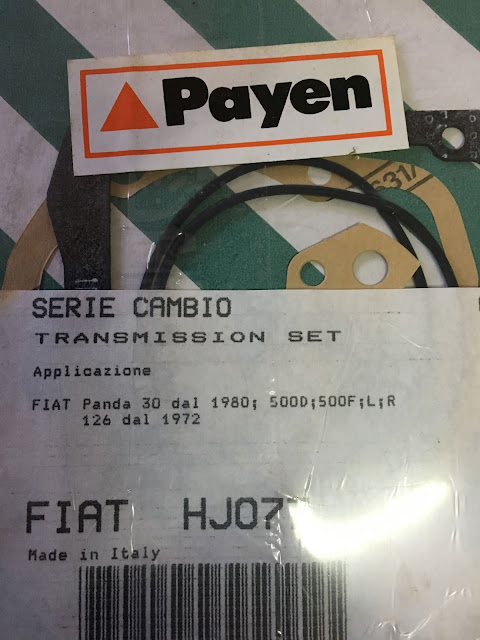 Payen
SERIE CAMBIO
TRANSMISSION SET
Applicazione
FIAT Panda 30 dal 1980; 500D;500F;L;R
126 dal 1972
FIAT
Made in Italy